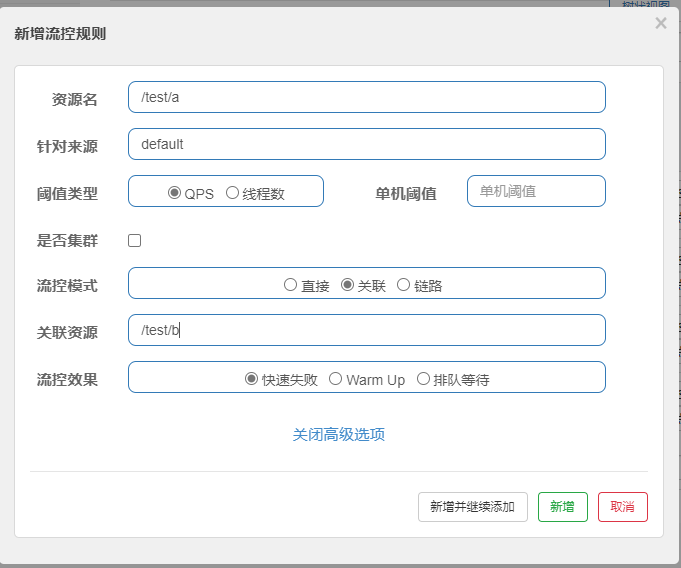 树状视图
新增流控规则
×
资源名 /test/a
针对来源 default
阈值类型 QPS 线程数 单机阈值 单机阈值
是否集群
流控模式 直接 关联 链路
关联资源 /test/b
流控效果 快速失败 Warm Up 排队等待
关闭高级选项
新增并继续添加 新增 取消